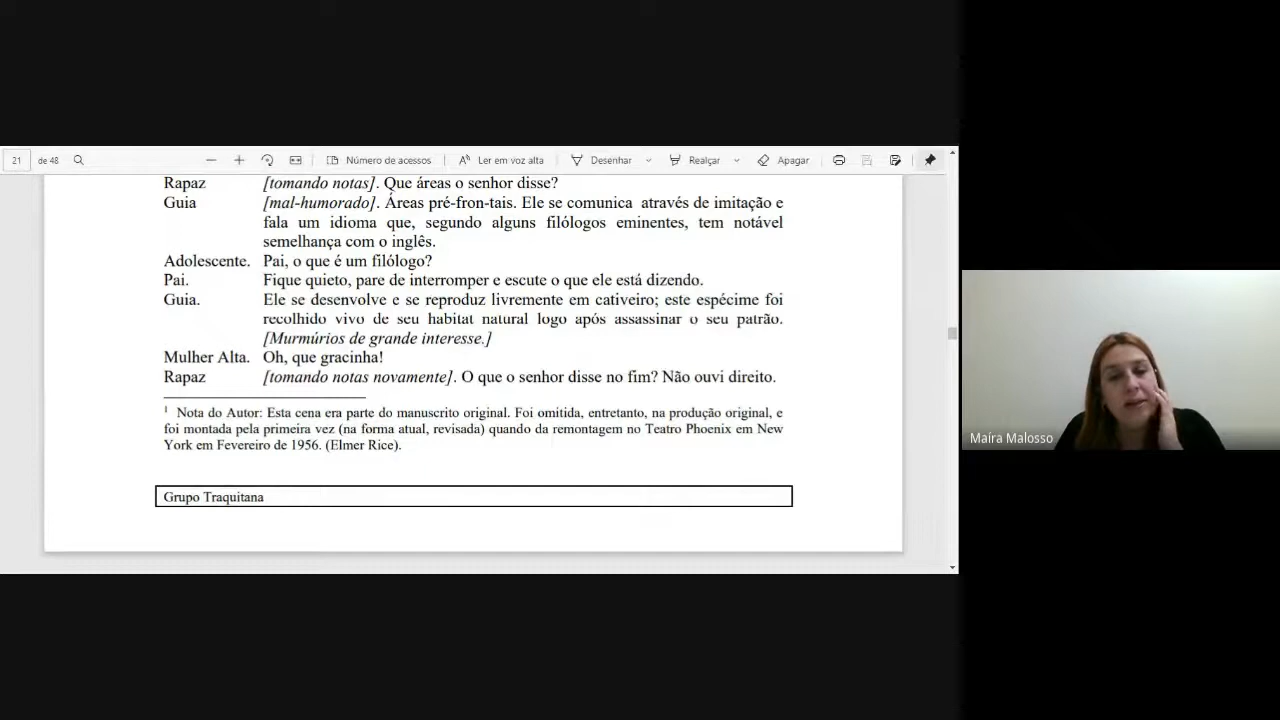 21 de 48 Número de acessos Ler em voz alta Desenhar Realçar Apagar
Rapaz [tomando notas]. Que áreas o senhor disse?
Guia [mal-humorado]. Áreas pré-fron-tais. Ele se comunica através de imitação e
fala um idioma que, segundo alguns filólogos eminentes, tem notável
semelhança com o inglês.
Adolescente. Pai, o que é um filólogo?
Pai. Fique quieto, pare de interromper e escute o que ele está dizendo.
Guia. Ele se desenvolve e se reproduz livremente em cativeiro; este espécime foi
recolhido vivo de seu habitat natural logo após assassinar o seu patrão.
[Murmúrios de grande interesse.]
Mulher Alta. Oh, que gracinha!
Rapaz [tomando notas novamente]. O que o senhor disse no fim? Não ouvi direito.
1 Nota do Autor: Esta cena era parte do manuscrito original. Foi omitida, entretanto, na produção original, e
foi montada pela primeira vez (na forma atual, revisada) quando da remontagem no Teatro Phoenix em New
York em Fevereiro de 1956. (Elmer Rice).
Grupo Traquitana
Maíra Malosso